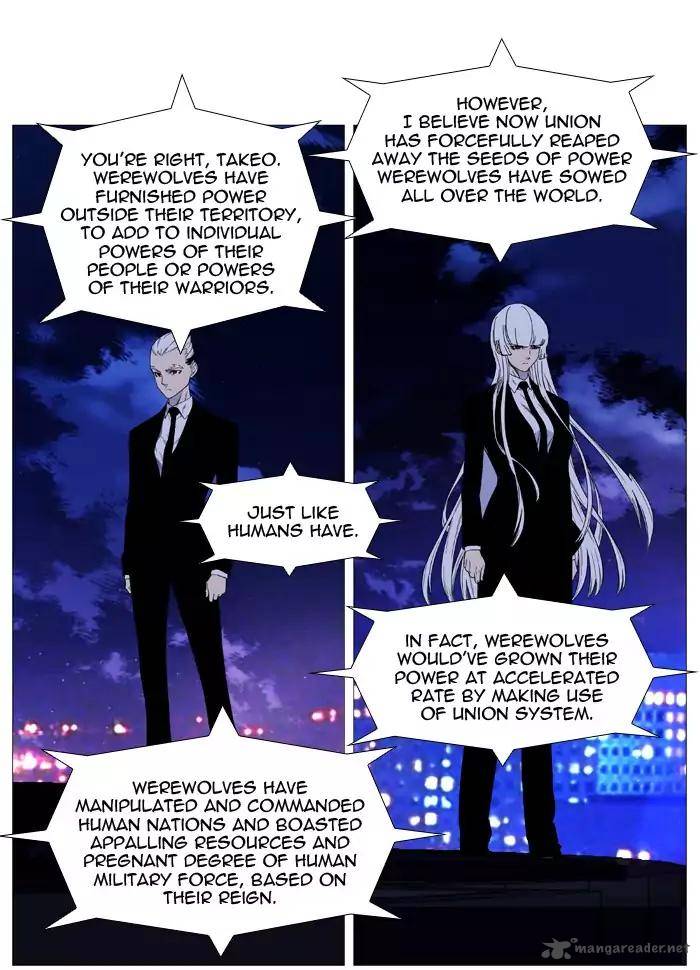 YOU'RE RIGHT, TAKEO.
WEREWOLVES HAVE
FURNISHED POWER
OUTSIDE THEIR TERRITORY,
TO ADD TO INDIVIDUAL
POWERS OF THEIR
PEOPLE OR POWERS
OF THEIR WARRIORS.
JUST LIKE
HUMANS HAVE.
WEREWOLVES HAVE
MANIPULATED AND COMMANDED
HUMAN NATIONS AND BOASTED
APPALLING RESOURCES AND
PREGNANT DEGREE OF HUMAN
MILITARY FORCE, BASED ON
THEIR REIGN.
HOWEVER,
I BELIEVE NOW UNION
HAS FORCEFULLY REAPED
AWAY THE SEEDS OF POWER
WEREWOLVES HAVE SOWED
ALL OVER THE WORLD.
IN FACT, WEREWOLVES
WOULD'VE GROWN THEIR
POWER AT ACCELERATED
RATE BY MAKING USE
OF UNION SYSTEM.
mangareader.net